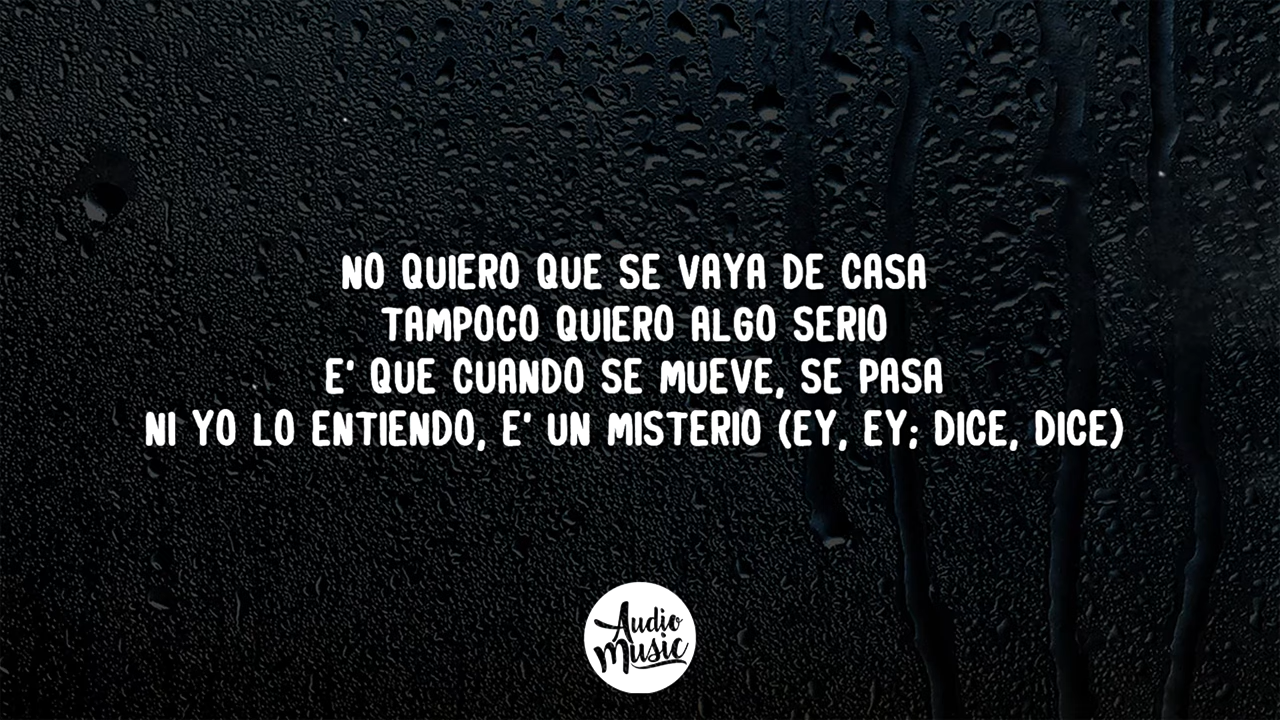 NO QUIERO QUE SE VAYA DE CASA
TAMPOCO QUIERO ALGO SERIO
E' QUE CUANDO SE MUEVE, SE PASA
NI YO LO ENTIENDO, E' UN MISTERIO (EY, EY; DICE, DICE)
Audio
Music